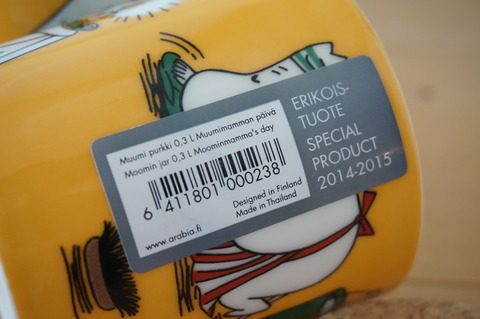 Muumi purkki 0,3 L Muumimamman päivä
Moomin jar 0,3 L Moominmamma's day
6 411801 000238
Designed in Finland
Made in Thailand
www.arabia.fi
ERIKOIS-
TUOTE
SPECIAL
PRODUCT
2014-2015